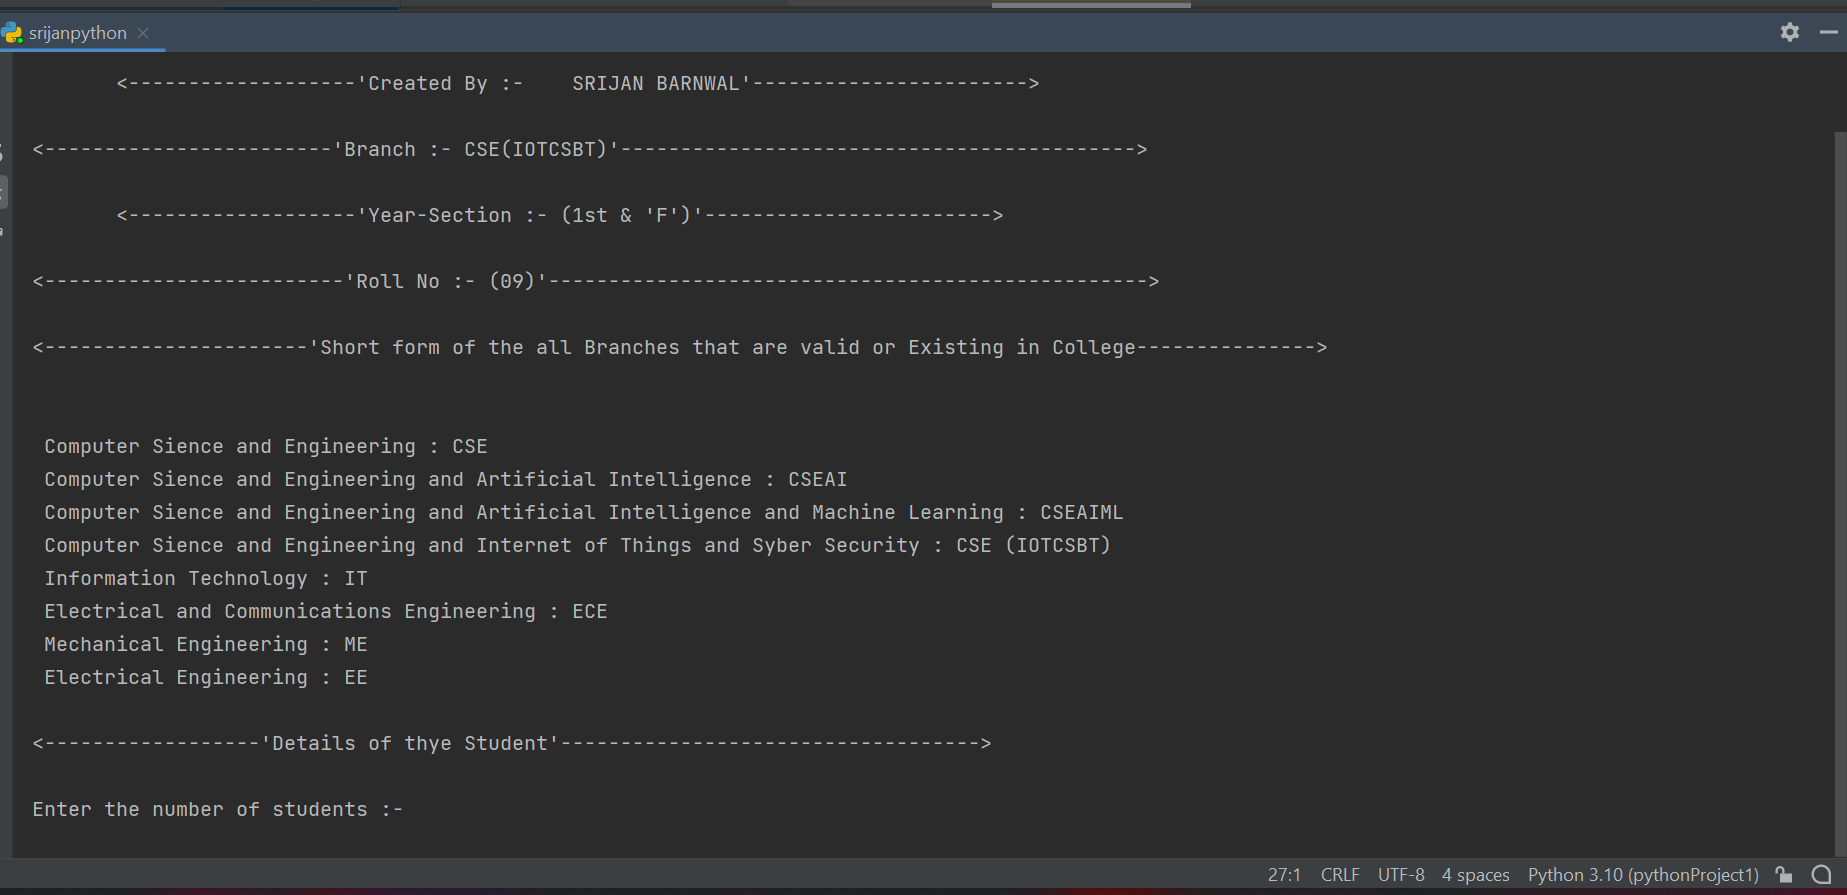 srijanpython
<-------------------'Created By :-    SRIJAN BARNWAL'----------------------->
<------------------------'Branch :- CSE(IOTCSBT)'------------------------------------------->
<-------------------'Year-Section :- (1st & 'F')'------------------------>
<-------------------------'Roll No :- (09)'-------------------------------------------------->
<----------------------'Short form of the all Branches that are valid or Existing in College--------------->
Computer Sience and Engineering : CSE
Computer Sience and Engineering and Artificial Intelligence : CSEAI
Computer Sience and Engineering and Artificial Intelligence and Machine Learning : CSEAIML
Computer Sience and Engineering and Internet of Things and Syber Security : CSE (IOTCSBT)
Information Technology : IT
Electrical and Communications Engineering : ECE
Mechanical Engineering : ME
Electrical Engineering : EE
<------------------'Details of thye Student'----------------------------------->
Enter the number of students :-
27:1 CRLF UTF-8 4 spaces Python 3.10 (pythonProject1)